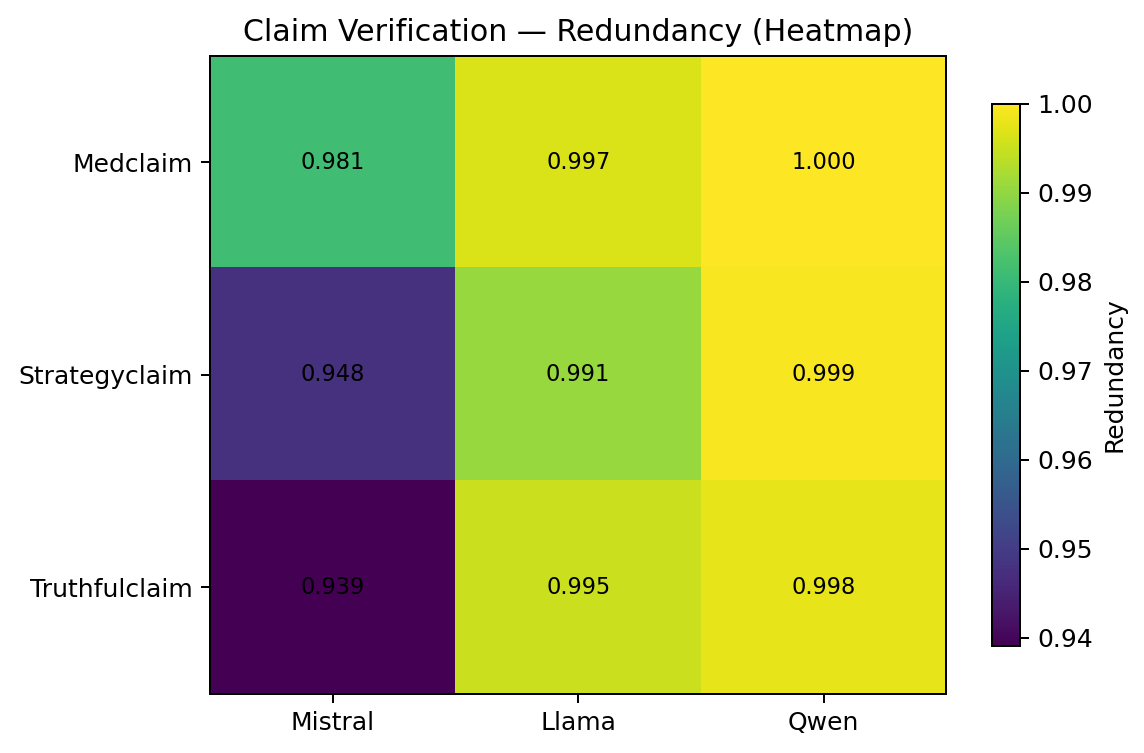 Claim Verification — Redundancy (Heatmap)
Medclaim
0.981
0.997
1.000
Strategyclaim
0.948
0.991
0.999
Truthfulclaim
0.939
0.995
0.998
Mistral
Llama
Qwen
1.00
0.99
0.98
0.97
0.96
0.95
0.94
Redundancy